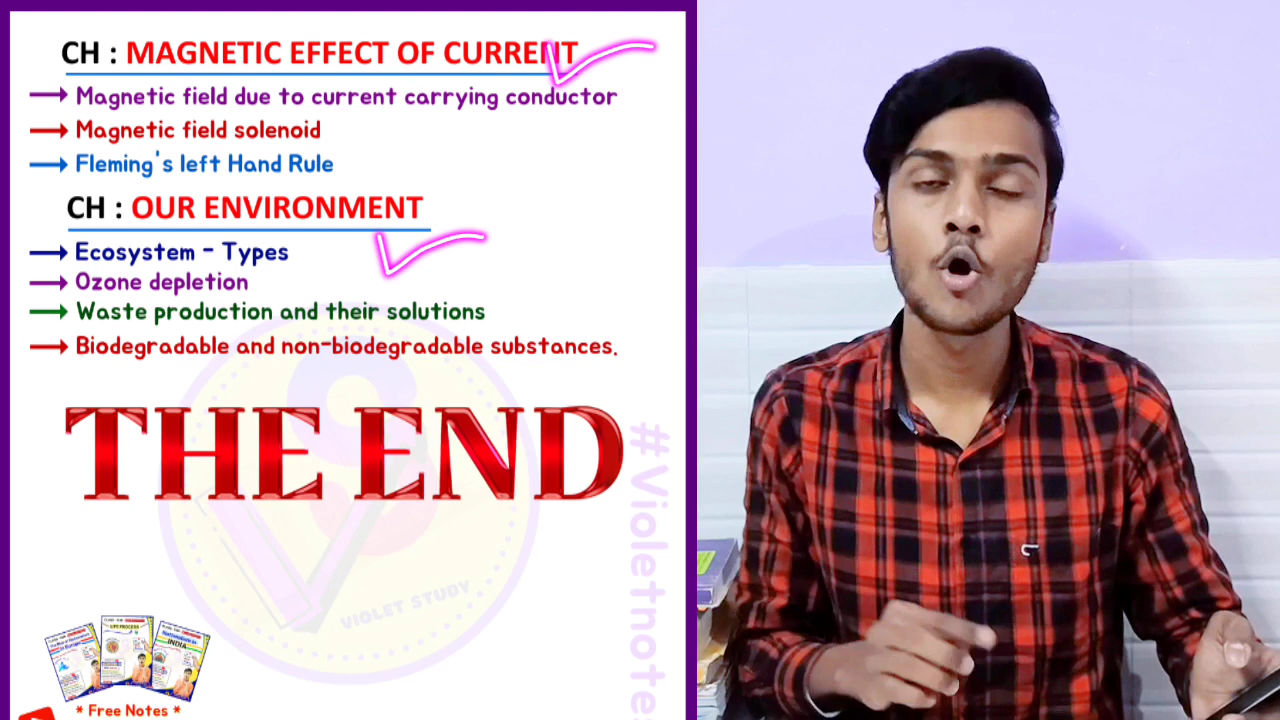 CH : MAGNETIC EFFECT OF CURRENT
→ Magnetic field due to current carrying conductor
→ Magnetic field solenoid
→ Fleming's left Hand Rule
CH : OUR ENVIRONMENT
→ Ecosystem - Types
→ Ozone depletion
→ Waste production and their solutions
→ Biodegradable and non-biodegradable substances.
THE END
VIOLET STUDY
#Violetnotes
* Free Notes *
INDIA